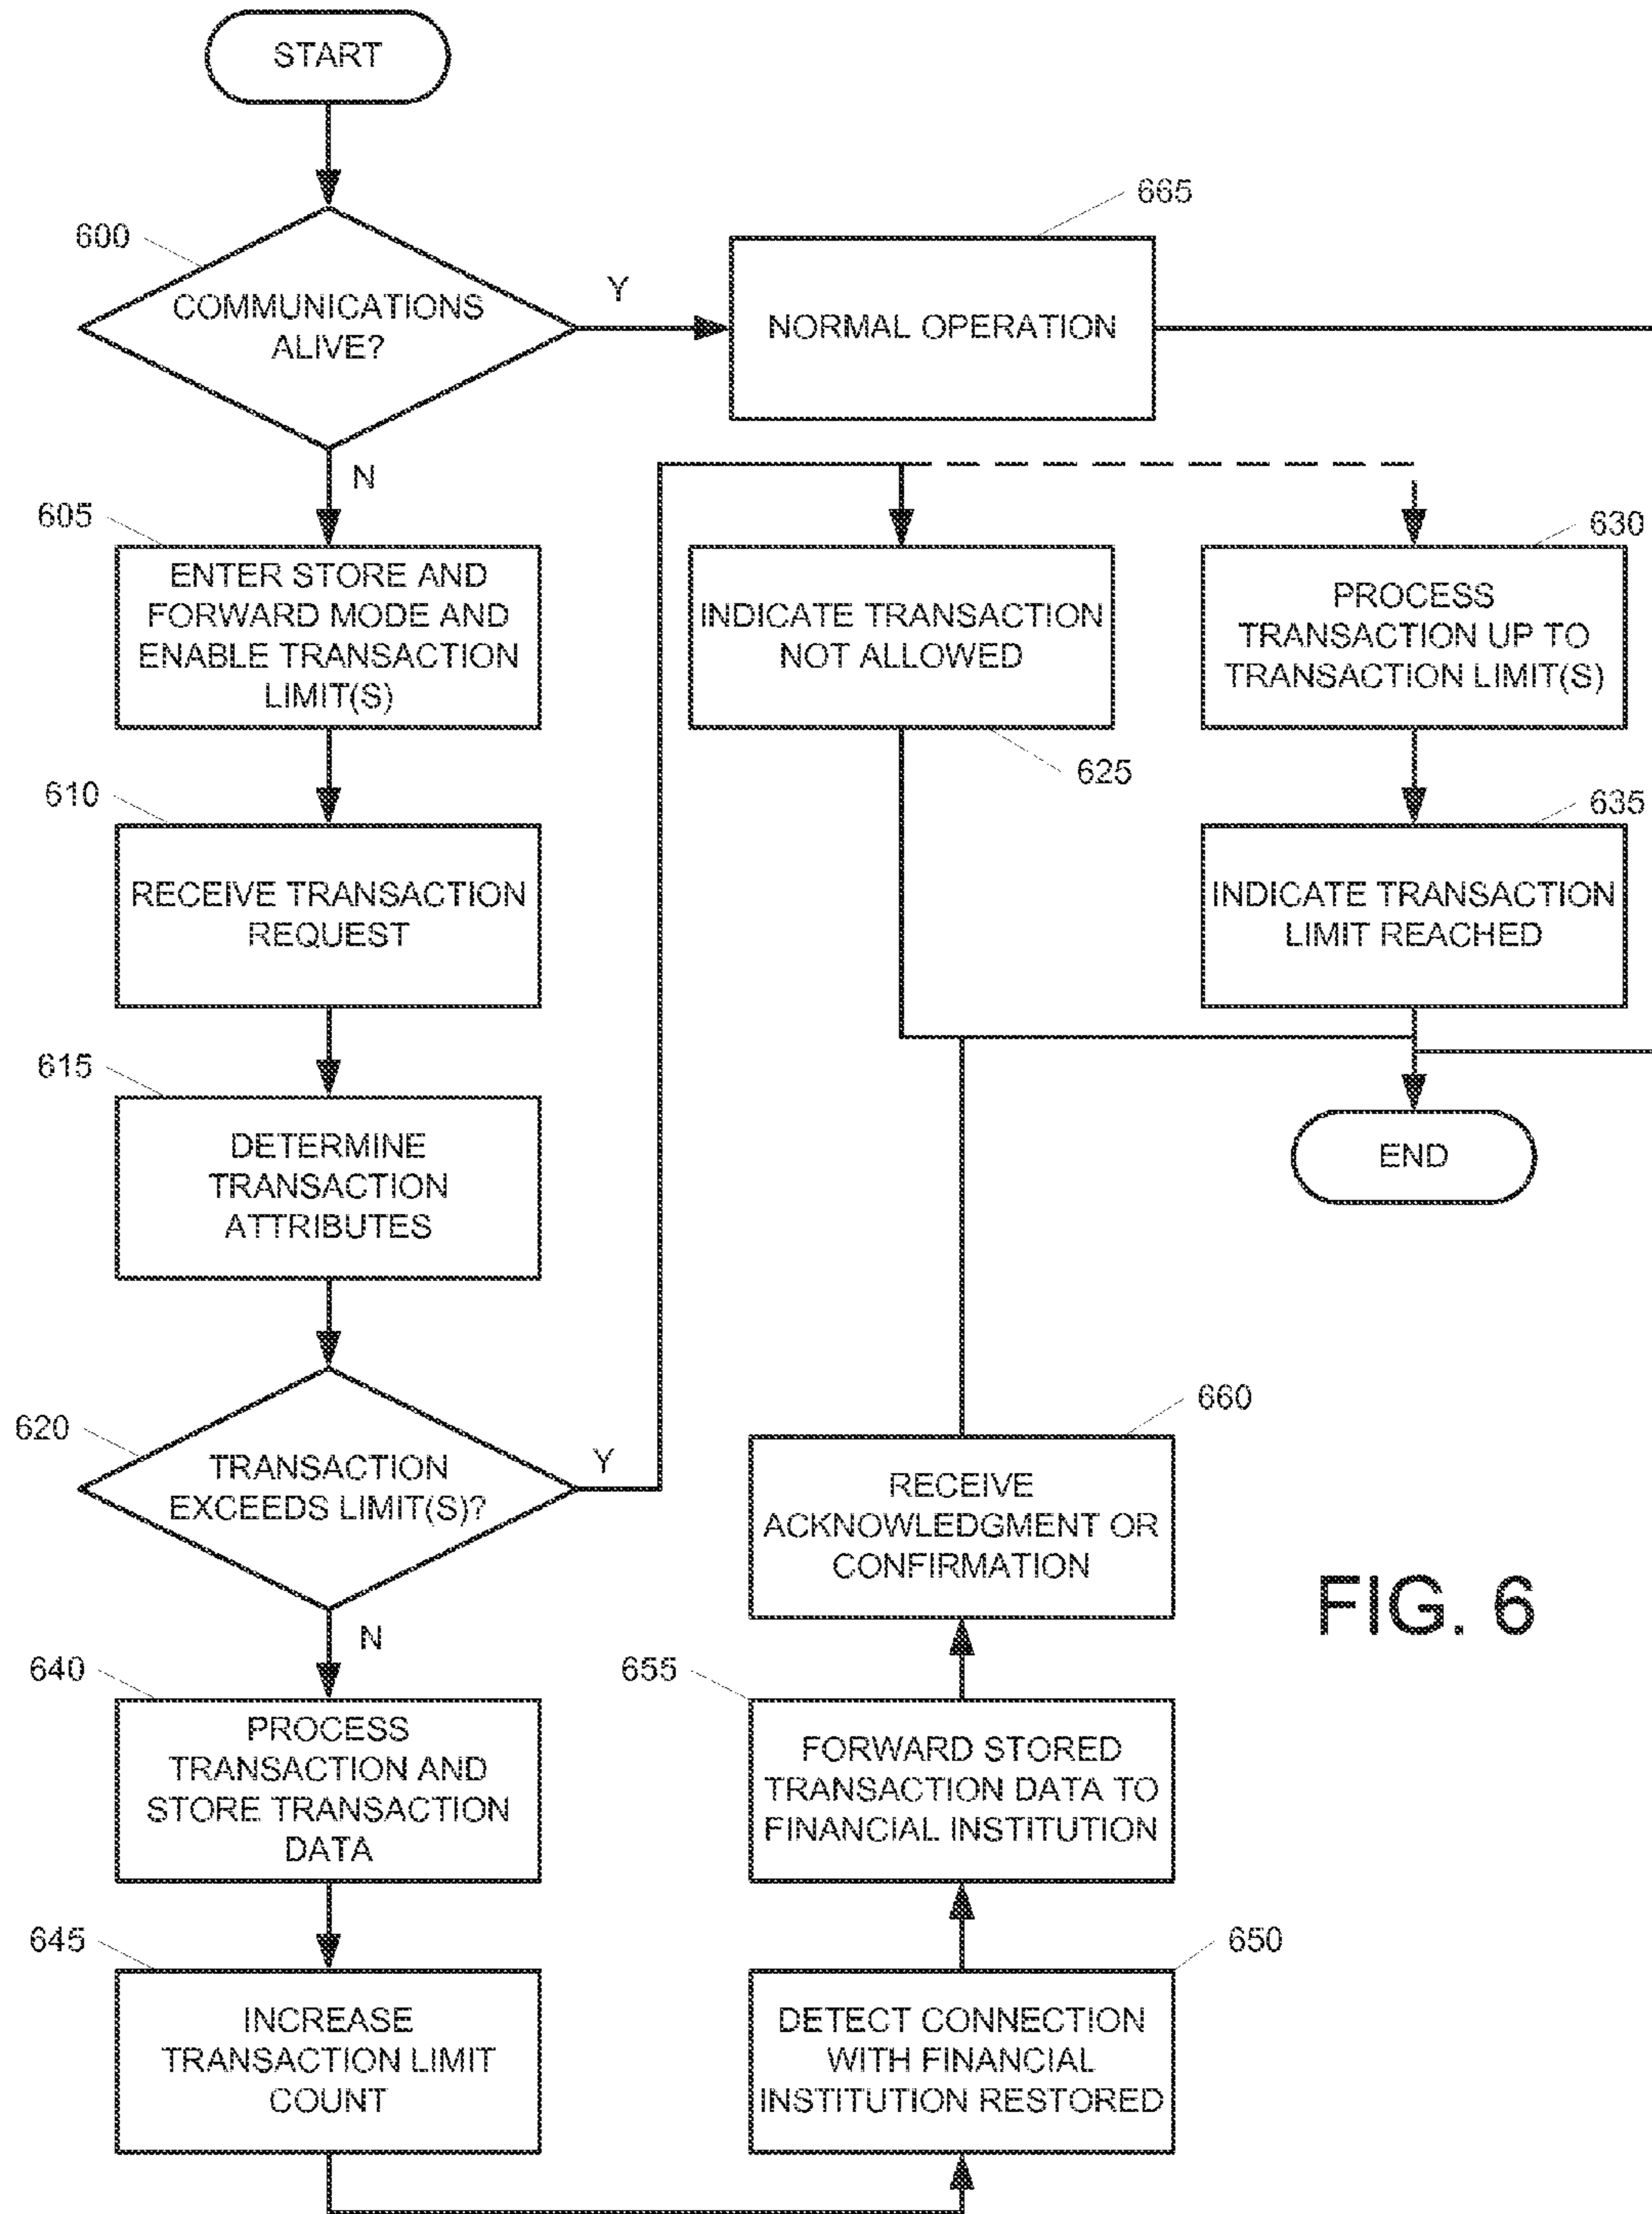 START
600
COMMUNICATIONS
ALIVE?
Y
665
NORMAL OPERATION
N
605
ENTER STORE AND
FORWARD MODE AND
ENABLE TRANSACTION
LIMIT(S)
INDICATE TRANSACTION
NOT ALLOWED
625
630
PROCESS
TRANSACTION UP TO
TRANSACTION LIMIT(S)
610
RECEIVE TRANSACTION
REQUEST
635
INDICATE TRANSACTION
LIMIT REACHED
615
DETERMINE
TRANSACTION
ATTRIBUTES
END
620
TRANSACTION
EXCEEDS LIMIT(S)?
Y
N
660
RECEIVE
ACKNOWLEDGMENT OR
CONFIRMATION
FIG. 6
640
PROCESS
TRANSACTION AND
STORE TRANSACTION
DATA
655
FORWARD STORED
TRANSACTION DATA TO
FINANCIAL INSTITUTION
645
INCREASE
TRANSACTION LIMIT
COUNT
650
DETECT CONNECTION
WITH FINANCIAL
INSTITUTION RESTORED